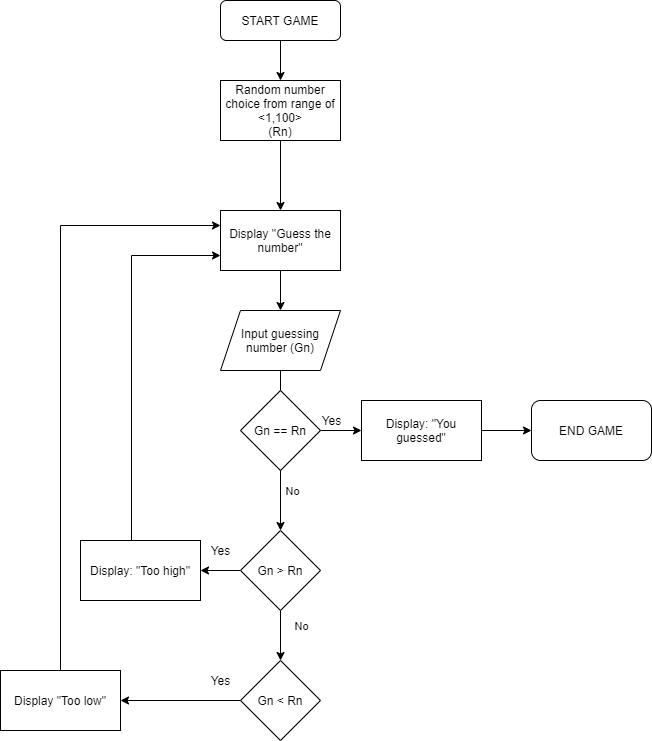 START GAME
Random number
choice from range of
<1,100>
(Rn)
Display "Guess the
number"
Input guessing
number (Gn)
Gn == Rn
Yes
Display: "You
guessed"
END GAME
No
Gn > Rn
Yes
Display: "Too high"
No
Gn < Rn
Yes
Display "Too low"